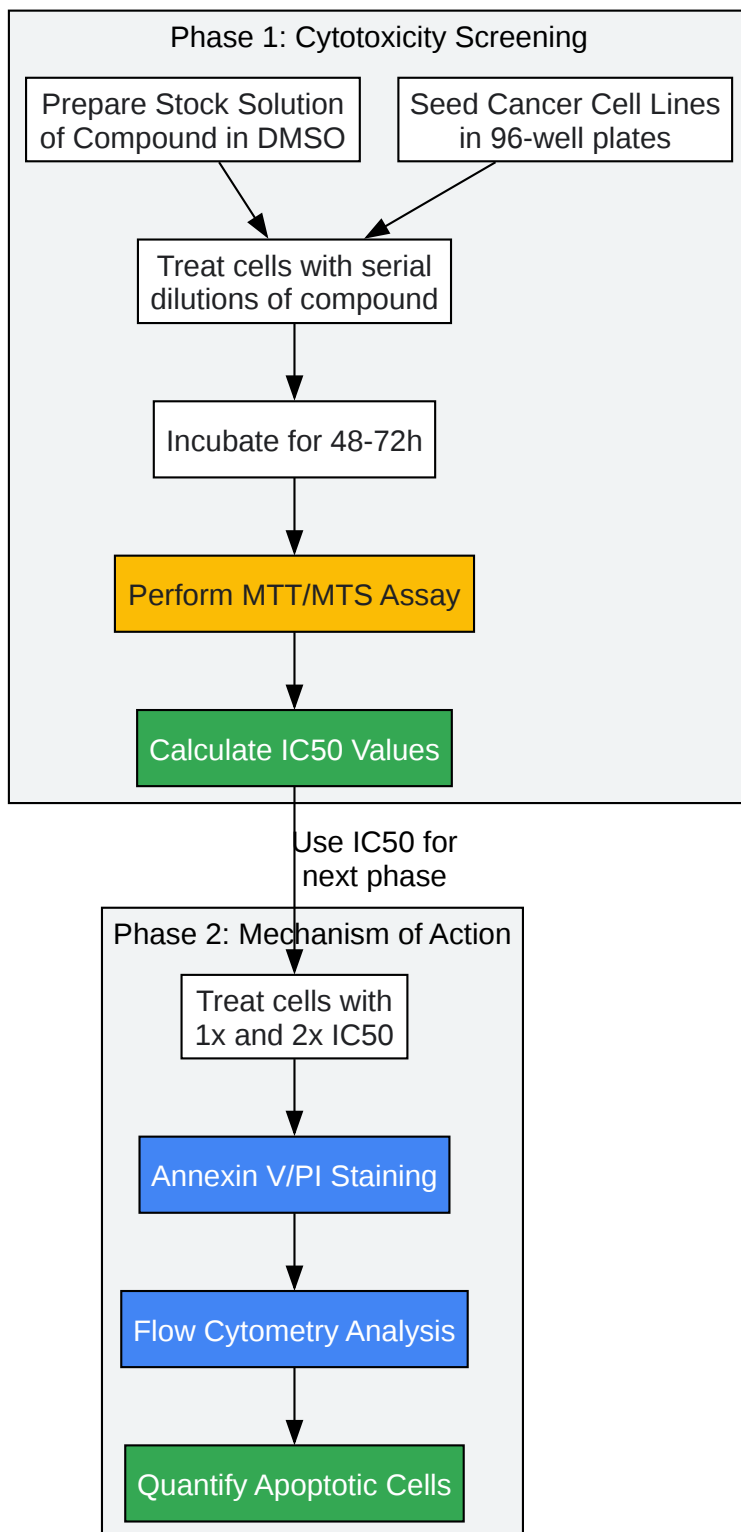 Phase 1: Cytotoxicity Screening
Prepare Stock Solution
of Compound in DMSO
Seed Cancer Cell Lines
in 96-well plates
Treat cells with serial
dilutions of compound
Incubate for 48-72h
Perform MTT/MTS Assay
Calculate IC50 Values
Use IC50 for
next phase
Phase 2: Mechanism of Action
Treat cells with
1x and 2x IC50
Annexin V/PI Staining
Flow Cytometry Analysis
Quantify Apoptotic Cells